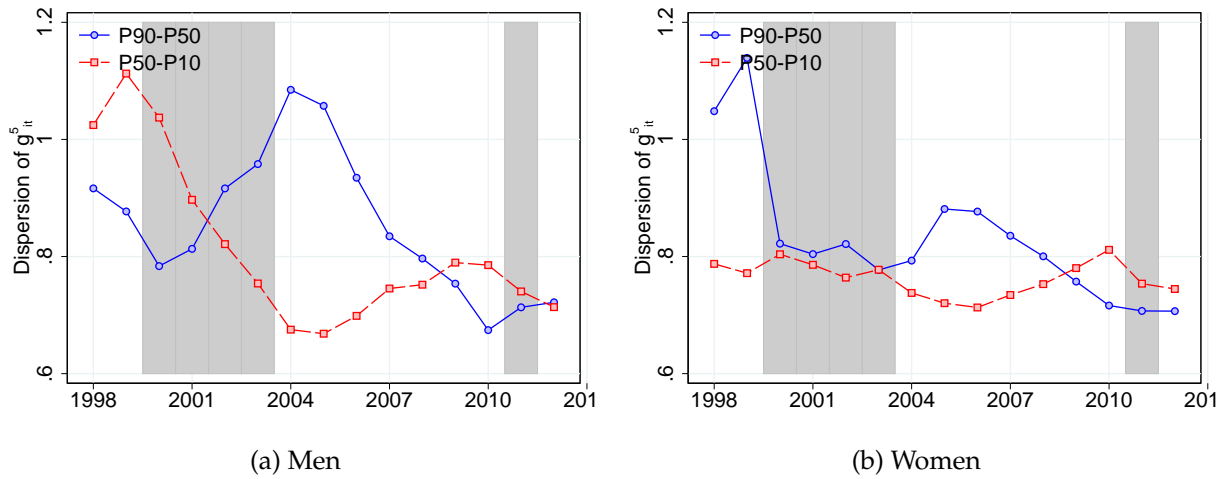 P90-P50
P50-P10
Dispersion of g⁵ᵢₜ
1.2
1
.8
.6
1998 2001 2004 2007 2010 201
(a) Men
P90-P50
P50-P10
Dispersion of g⁵ᵢₜ
1.2
1
.8
.6
1998 2001 2004 2007 2010 201
(b) Women